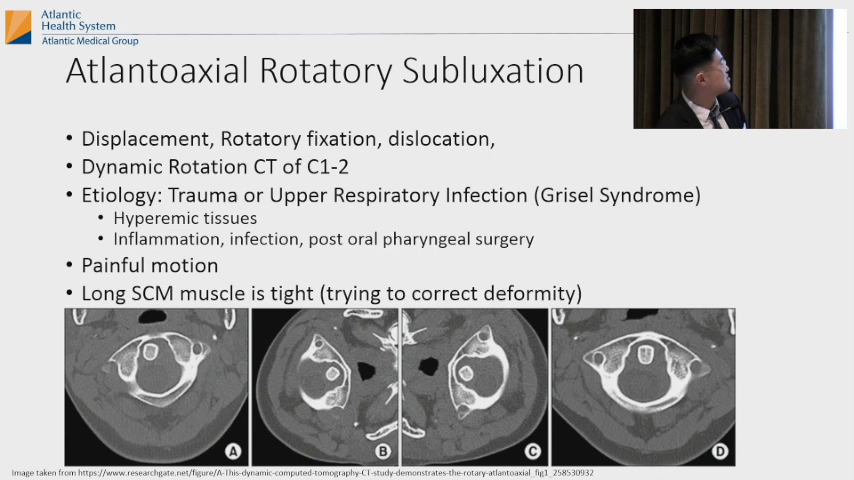 Atlantic
Health System
Atlantic Medical Group
Atlantoaxial Rotatory Subluxation
• Displacement, Rotatory fixation, dislocation,
• Dynamic Rotation CT of C1-2
• Etiology: Trauma or Upper Respiratory Infection (Grisel Syndrome)
• Hyperemic tissues
• Inflammation, infection, post oral pharyngeal surgery
• Painful motion
• Long SCM muscle is tight (trying to correct deformity)
A B C D
Image taken from https://www.researchgate.net/figure/A-This-dynamic-computed-tomography-CT-study-demonstrates-the-rotary-atlantoaxial_fig1_258530932